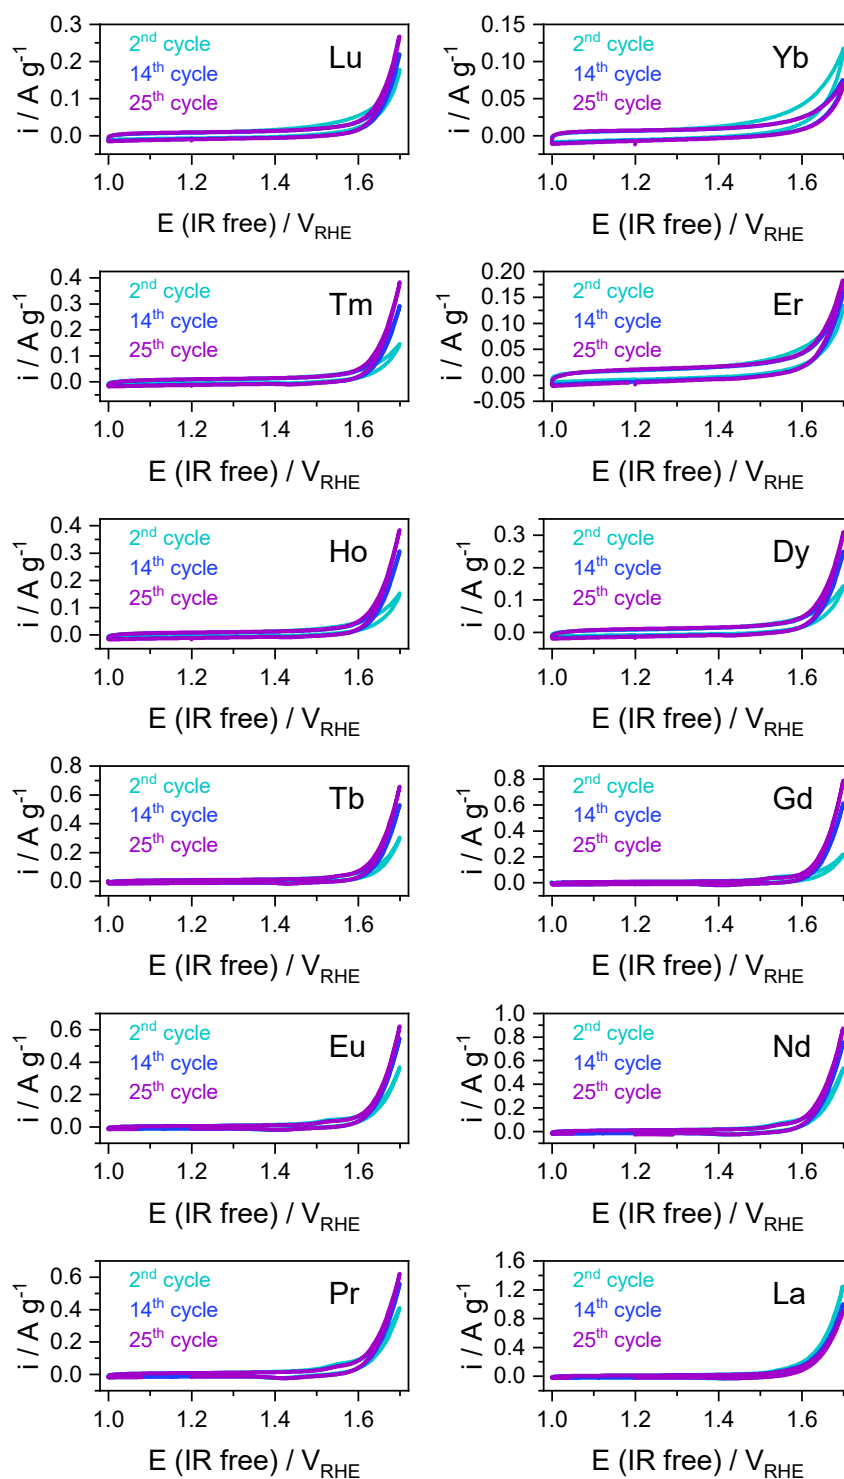 i / A g⁻¹
0.3
0.2
0.1
0.0
2ⁿᵈ cycle
14ᵗʰ cycle
25ᵗʰ cycle
Lu
1.0 1.2 1.4 1.6
E (IR free) / V_RHE
i / A g⁻¹
0.15
0.10
0.05
0.00
2ⁿᵈ cycle
14ᵗʰ cycle
25ᵗʰ cycle
Yb
1.0 1.2 1.4 1.6
E (IR free) / V_RHE
i / A g⁻¹
0.4
0.3
0.2
0.1
0.0
2ⁿᵈ cycle
14ᵗʰ cycle
25ᵗʰ cycle
Tm
1.0 1.2 1.4 1.6
E (IR free) / V_RHE
i / A g⁻¹
0.20
0.15
0.10
0.05
0.00
-0.05
2ⁿᵈ cycle
14ᵗʰ cycle
25ᵗʰ cycle
Er
1.0 1.2 1.4 1.6
E (IR free) / V_RHE
i / A g⁻¹
0.4
0.3
0.2
0.1
0.0
2ⁿᵈ cycle
14ᵗʰ cycle
25ᵗʰ cycle
Ho
1.0 1.2 1.4 1.6
E (IR free) / V_RHE
i / A g⁻¹
0.3
0.2
0.1
0.0
2ⁿᵈ cycle
14ᵗʰ cycle
25ᵗʰ cycle
Dy
1.0 1.2 1.4 1.6
E (IR free) / V_RHE
i / A g⁻¹
0.8
0.6
0.4
0.2
0.0
2ⁿᵈ cycle
14ᵗʰ cycle
25ᵗʰ cycle
Tb
1.0 1.2 1.4 1.6
E (IR free) / V_RHE
i / A g⁻¹
0.8
0.6
0.4
0.2
0.0
2ⁿᵈ cycle
14ᵗʰ cycle
25ᵗʰ cycle
Gd
1.0 1.2 1.4 1.6
E (IR free) / V_RHE
i / A g⁻¹
0.6
0.4
0.2
0.0
2ⁿᵈ cycle
14ᵗʰ cycle
25ᵗʰ cycle
Eu
1.0 1.2 1.4 1.6
E (IR free) / V_RHE
i / A g⁻¹
1.0
0.8
0.6
0.4
0.2
0.0
2ⁿᵈ cycle
14ᵗʰ cycle
25ᵗʰ cycle
Nd
1.0 1.2 1.4 1.6
E (IR free) / V_RHE
i / A g⁻¹
0.6
0.4
0.2
0.0
2ⁿᵈ cycle
14ᵗʰ cycle
25ᵗʰ cycle
Pr
1.0 1.2 1.4 1.6
E (IR free) / V_RHE
i / A g⁻¹
1.6
1.2
0.8
0.4
0.0
2ⁿᵈ cycle
14ᵗʰ cycle
25ᵗʰ cycle
La
1.0 1.2 1.4 1.6
E (IR free) / V_RHE